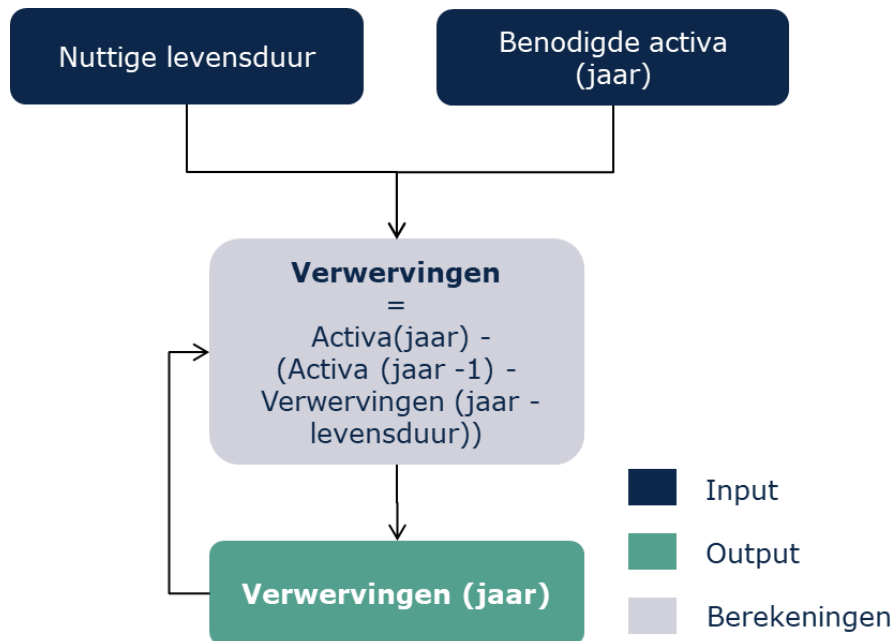 Nuttige levensduur
Benodigde activa
(jaar)
Verwervingen
=
Activa(jaar) -
(Activa (jaar -1) -
Verwervingen (jaar -
levensduur))
Verwervingen (jaar)
Input
Output
Berekeningen